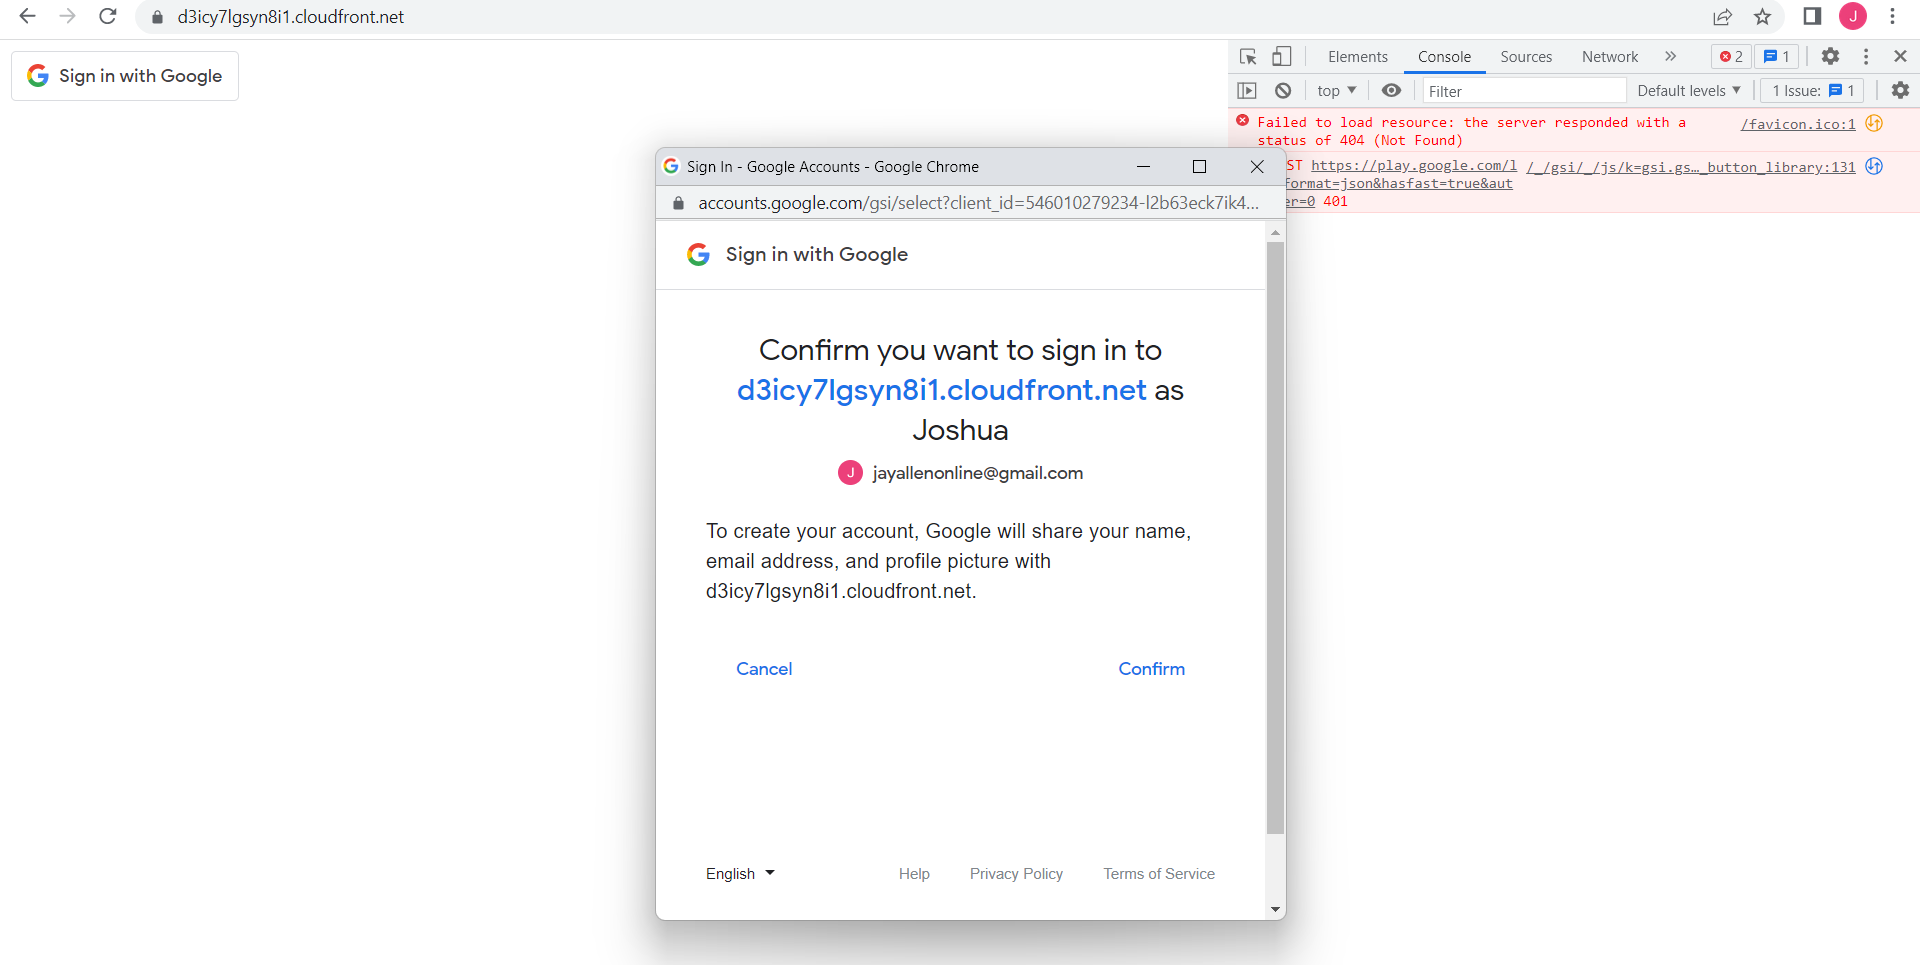 d3icy7lgsyn8i1.cloudfront.net
J
Sign in with Google
Elements Console Sources Network » 2 1
top Filter Default levels 1 Issue: 1
Failed to load resource: the server responded with a /favicon.ico:1
status of 404 (Not Found)
ST https://play.google.com/l /_/gsi/_/js/k=gsi.gs…_button_library:131
format=json&hasfast=true&aut
er=0 401
Sign In - Google Accounts - Google Chrome
accounts.google.com/gsi/select?client_id=546010279234-l2b63eck7ik4...
Sign in with Google
Confirm you want to sign in to
d3icy7lgsyn8i1.cloudfront.net as
Joshua
J jayallenonline@gmail.com
To create your account, Google will share your name,
email address, and profile picture with
d3icy7lgsyn8i1.cloudfront.net.
Cancel Confirm
English Help Privacy Policy Terms of Service